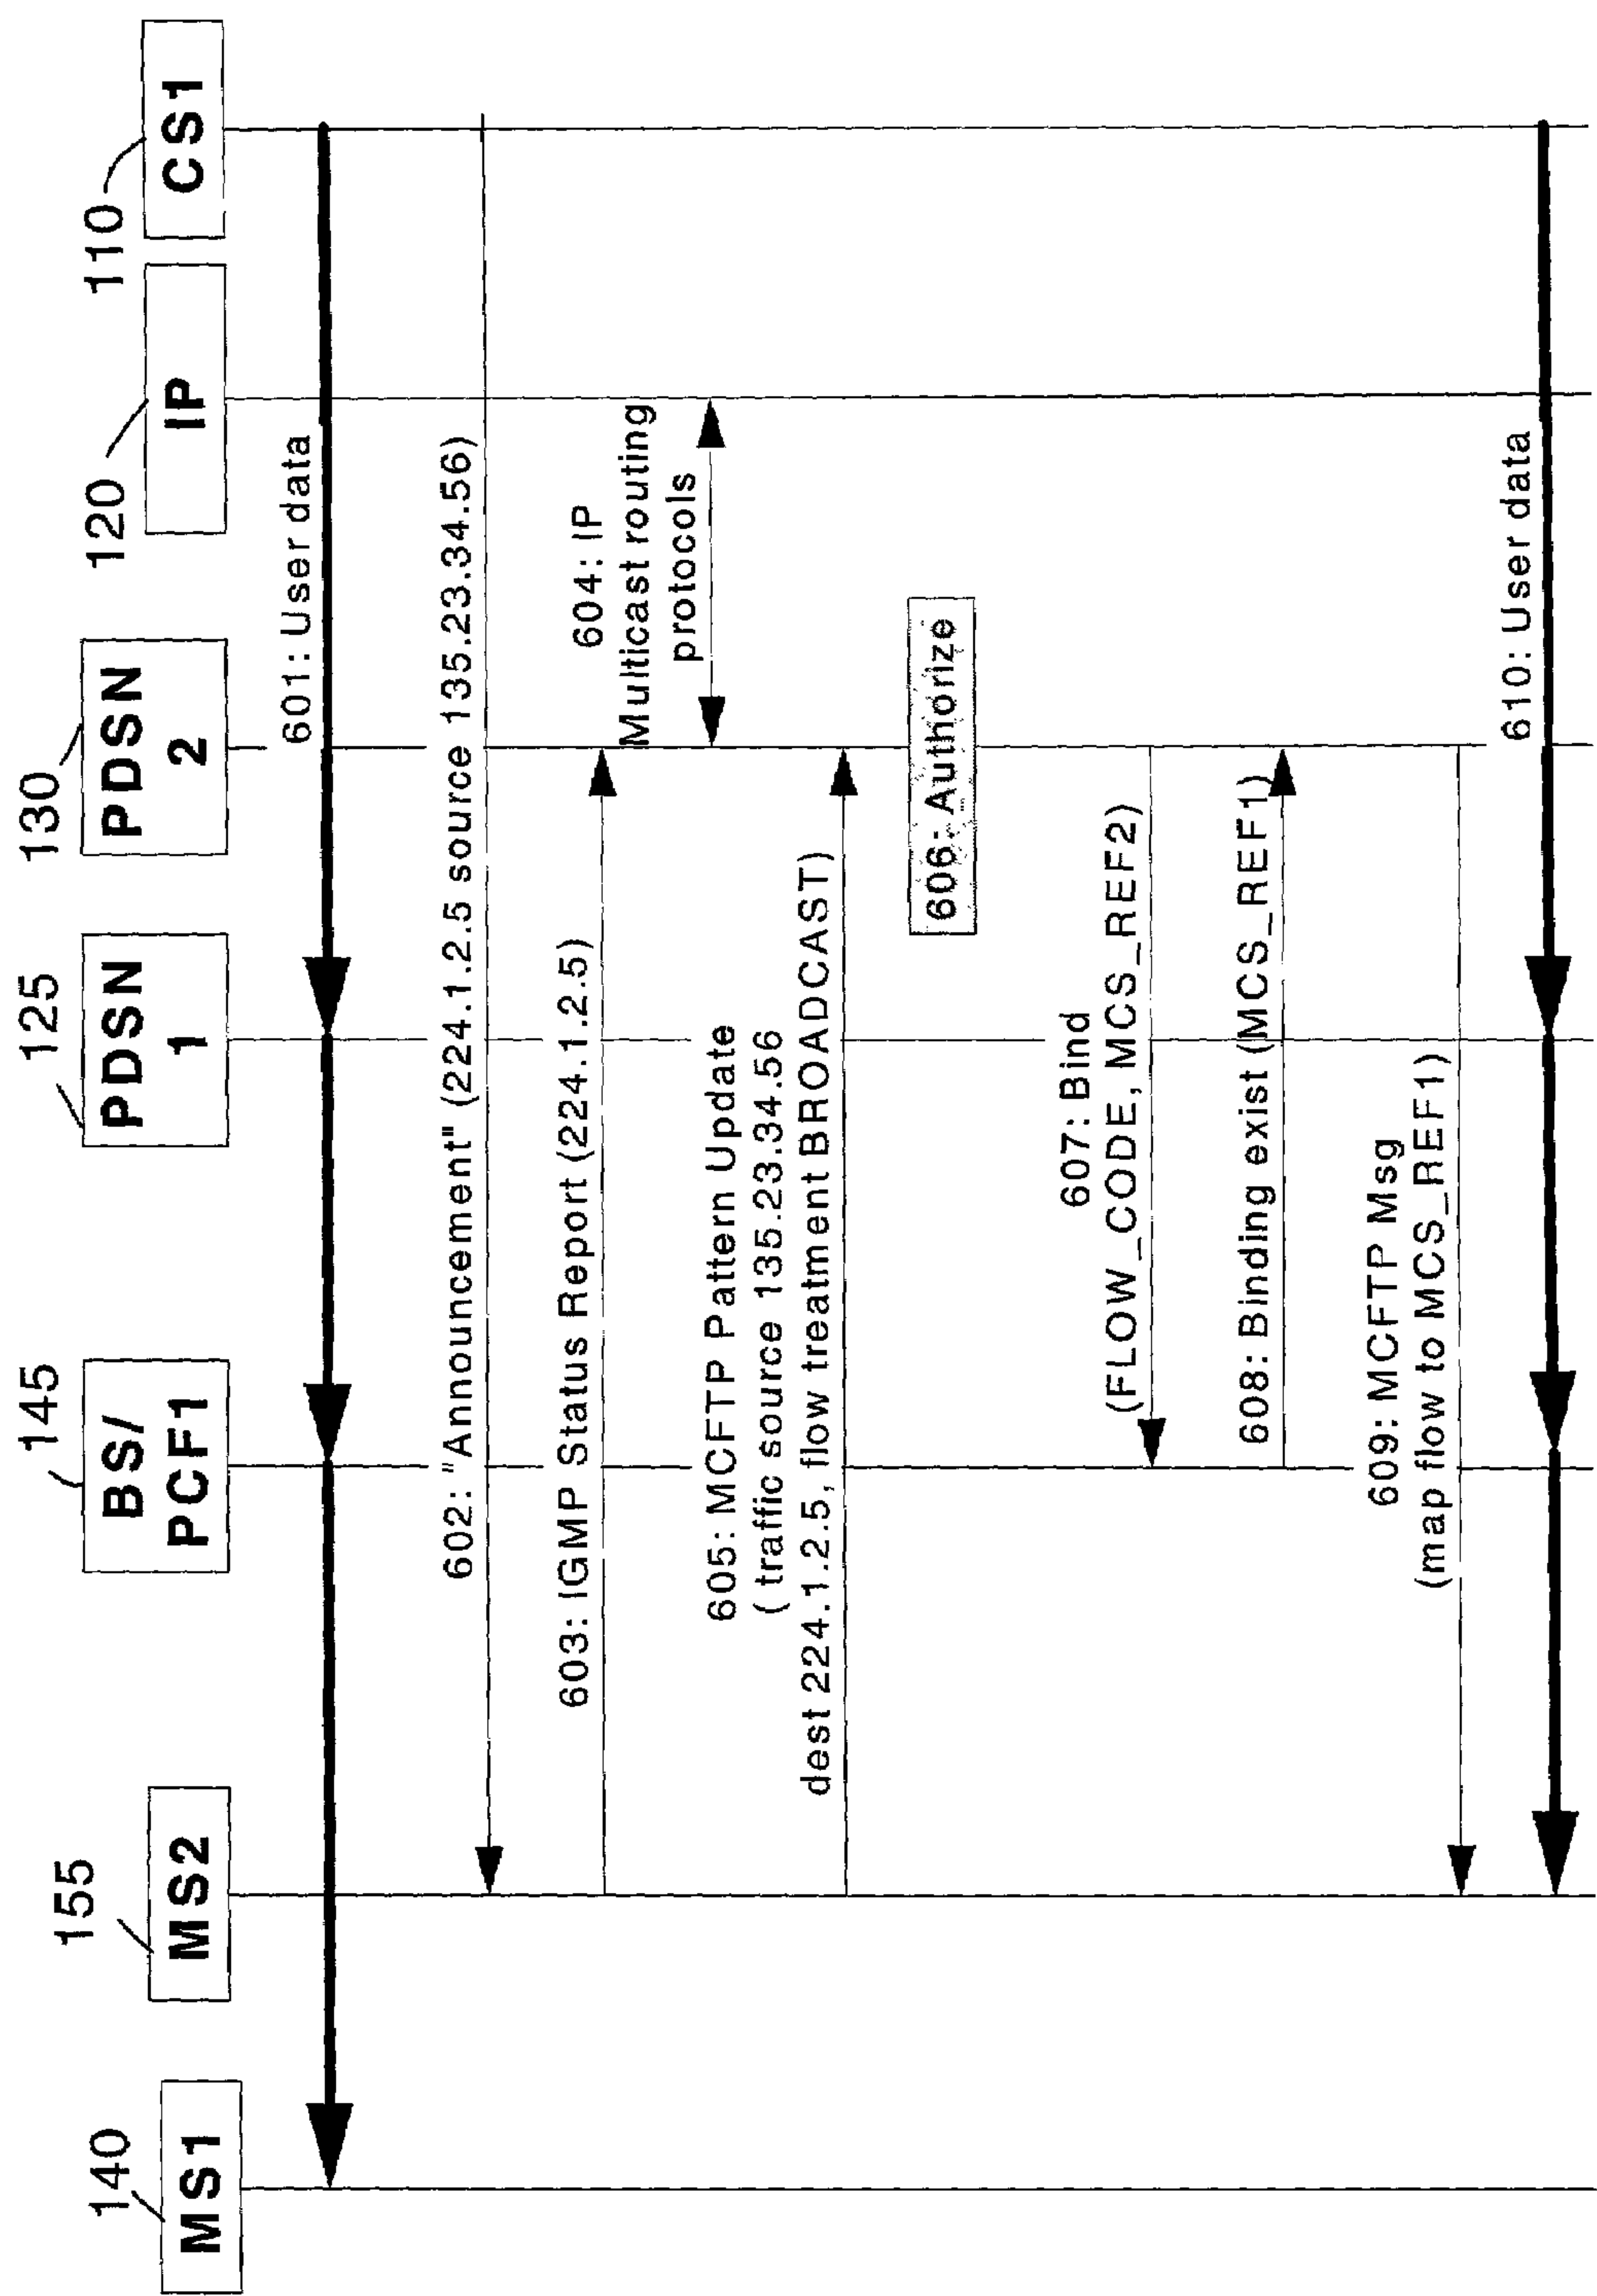 140
MS1
155
MS2
145
BS/
PCF1
125
PDSN
1
130
PDSN
2
120
IP
110
CS1
601: User data
602: "Announcement" (224.1.2.5 source 135.23.34.56)
603: IGMP Status Report (224.1.2.5)
604: IP
Multicast routing
protocols
605: MCFTP Pattern Update
( traffic source 135.23.34.56
dest 224.1.2.5, flow treatment BROADCAST)
606: Authorize
607: Bind
(FLOW_CODE, MCS_REF2)
608: Binding exist (MCS_REF1)
609: MCFTP Msg
(map flow to MCS_REF1)
610: User data